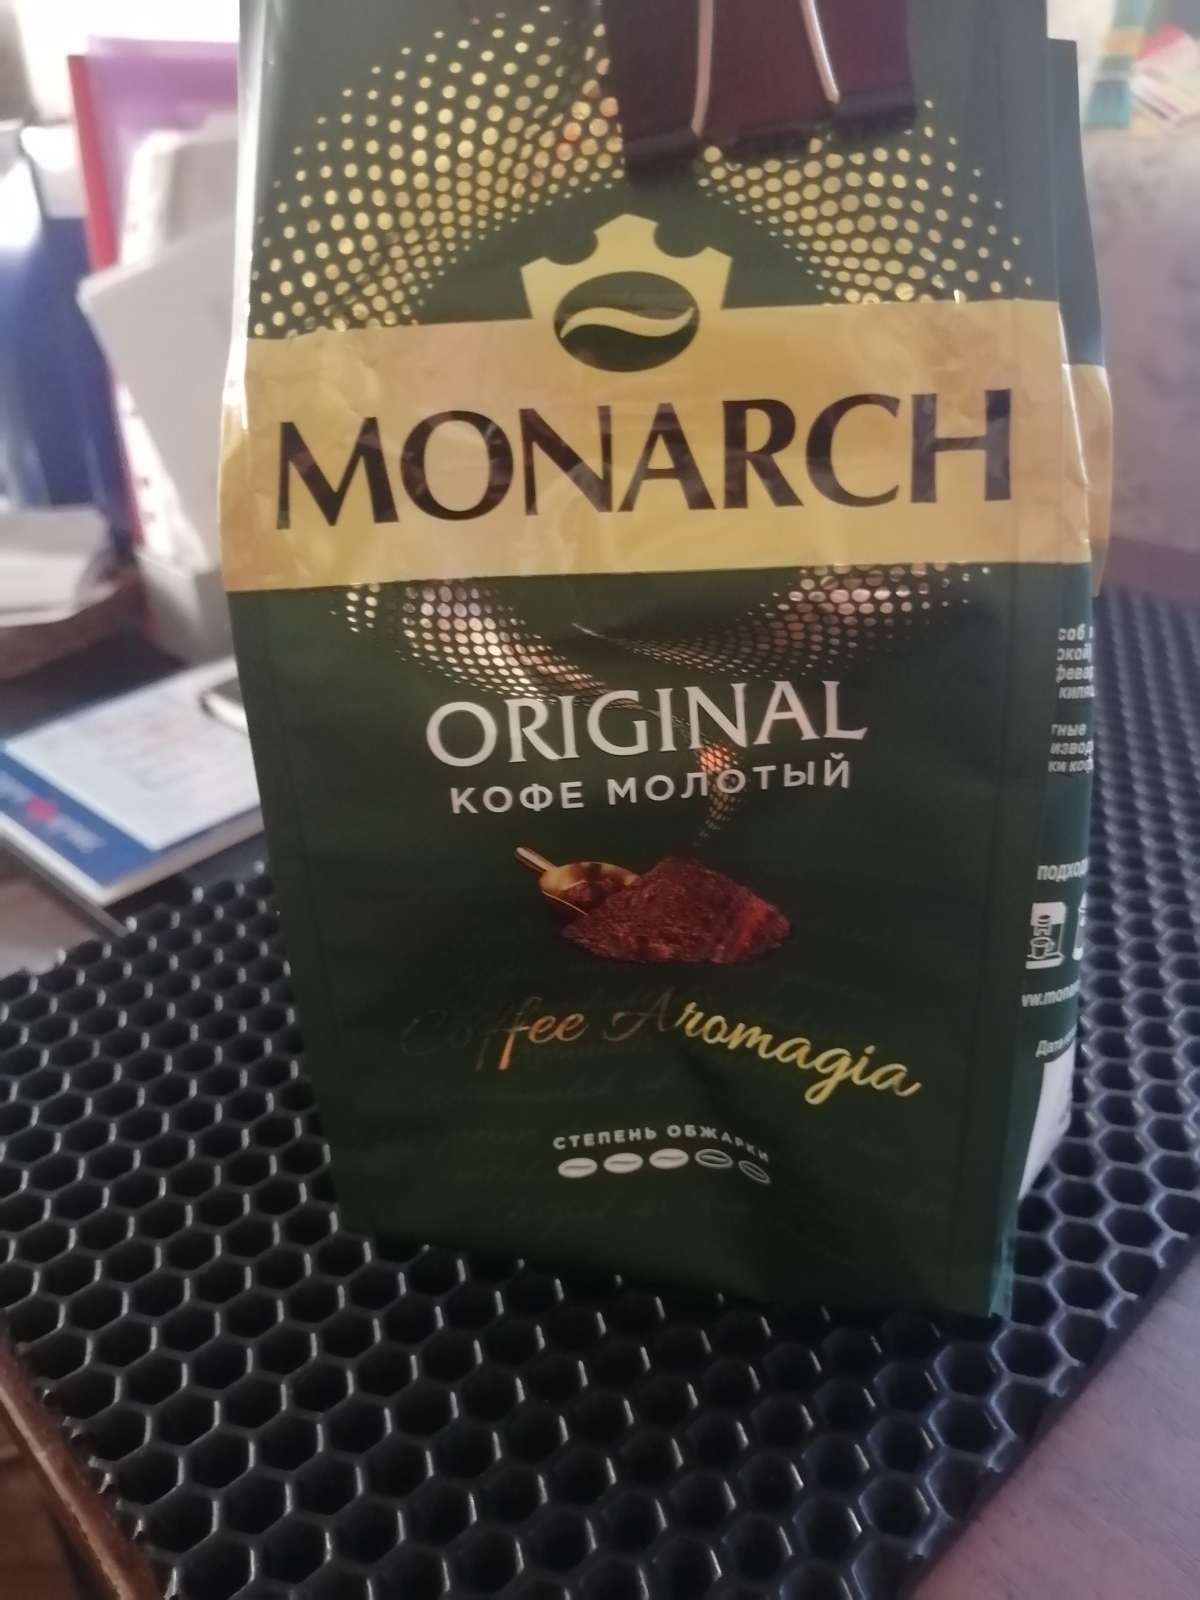 MONARCH
ORIGINAL
КОФЕ МОЛОТЫЙ
Coffee Aromagia
СТЕПЕНЬ ОБЖАРКИ